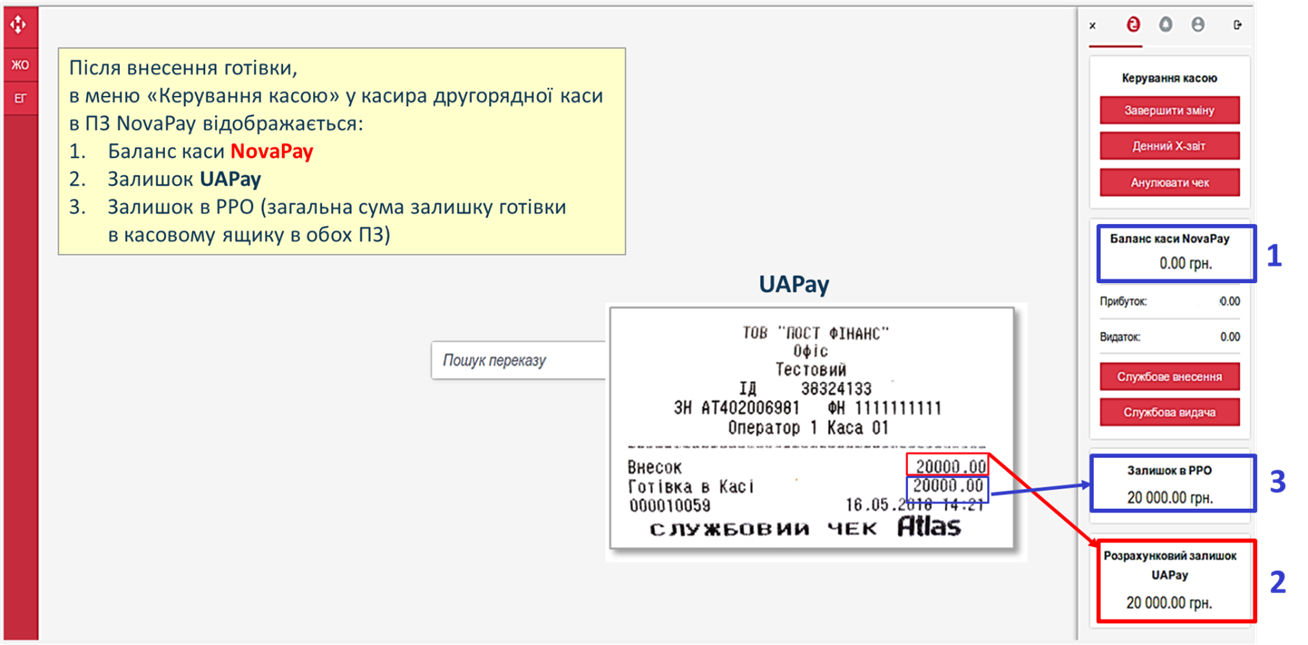 ЖО
ЕГ
Після внесення готівки,
в меню «Керування касою» у касира другорядної каси
в ПЗ NovaPay відображається:
1. Баланс каси NovaPay
2. Залишок UAPay
3. Залишок в РРО (загальна сума залишку готівки
в касовому ящику в обох ПЗ)
UAPay
Пошук переказу
ТОВ "ПОСТ ФІНАНС"
Офіс
Тестовий
ІД 38324133
ЗН АТ402006981 ФН 1111111111
Оператор 1 Каса 01
Внесок 20000.00
Готівка в Касі 20000.00
000010059 16.05.2018 14:21
СЛУЖБОВИЙ ЧЕК Atlas
x
Керування касою
Завершити зміну
Денний X-звіт
Анулювати чек
Баланс каси NovaPay
0.00 грн.
1
Прибуток: 0.00
Видаток: 0.00
Службове внесення
Службова видача
Залишок в РРО
20 000.00 грн.
3
Розрахунковий залишок
UAPay
20 000.00 грн.
2